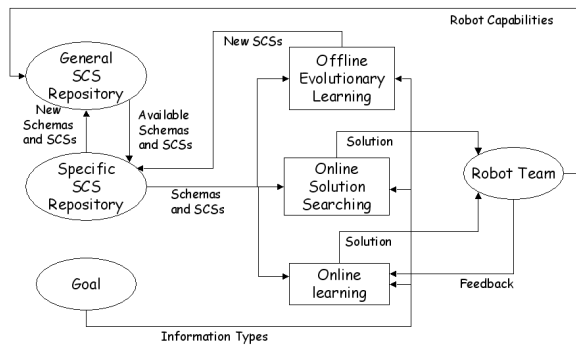 Robot Capabilities
General
SCS
Repository
New SCSs
Offline
Evolutionary
Learning
New
Schemas
and SCSs
Available
Schemas
and SCSs
Specific
SCS
Repository
Schemas
and SCSs
Solution
Online
Solution
Searching
Robot Team
Solution
Online
learning
Feedback
Goal
Information Types